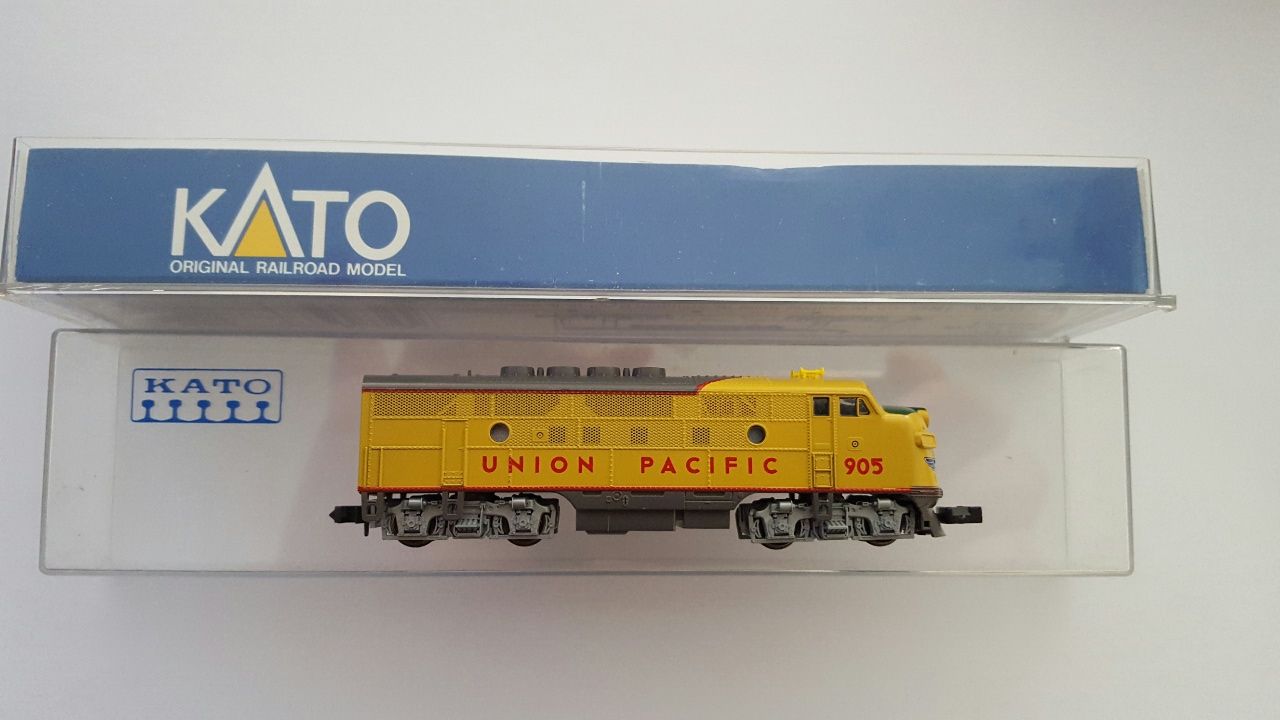 KATO
ORIGINAL RAILROAD MODEL
KATO
UNION PACIFIC 905